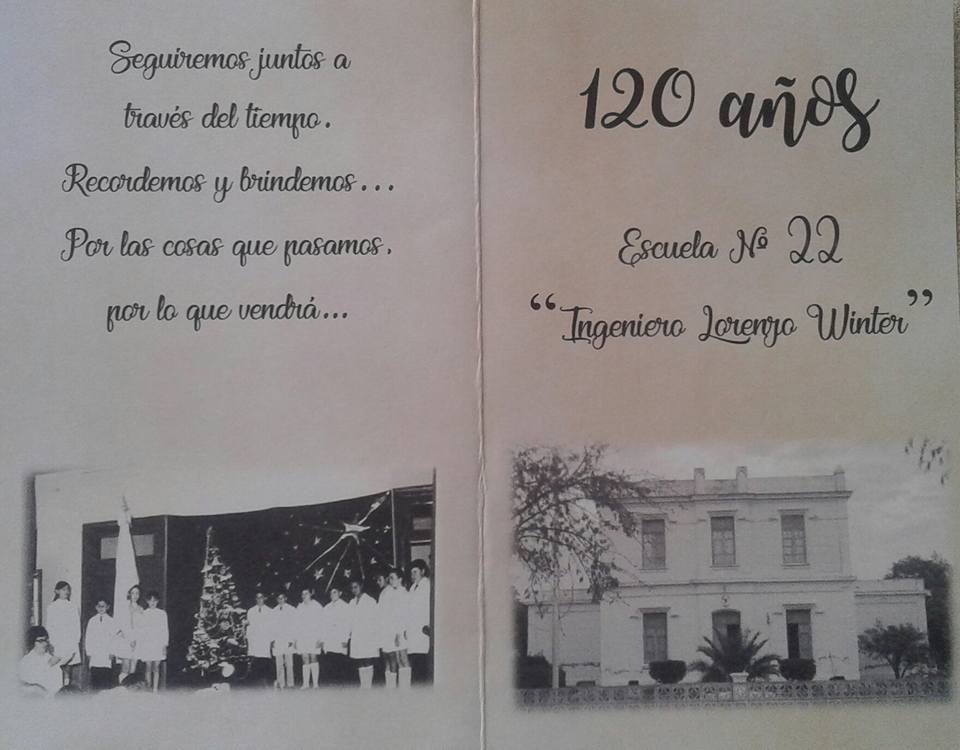 Seguiremos juntos a
través del tiempo.
Recordemos y brindemos...
Por las cosas que pasamos,
por lo que vendrá...
120 años
Escuela Nº 22
“Ingeniero Lorenzo Winter”